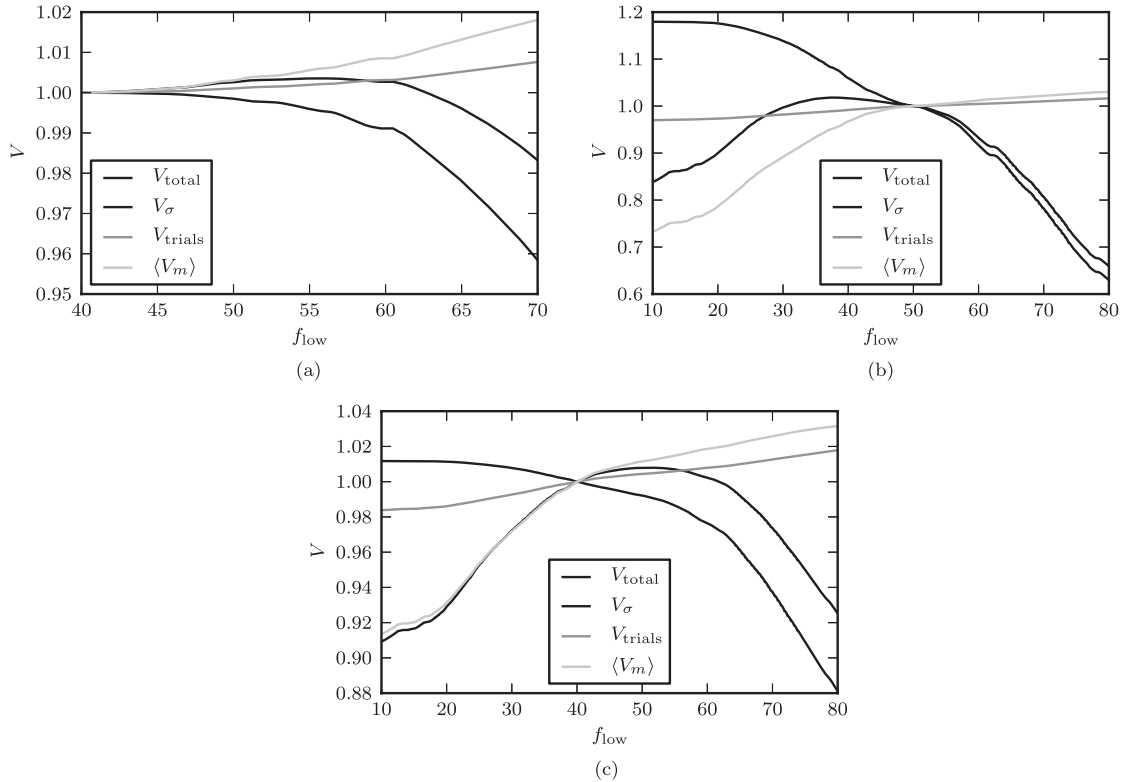 1.02
1.01
1.00
0.99
0.98
0.97
0.96
0.95
V
V_total
V_σ
V_trials
⟨V_m⟩
40 45 50 55 60 65 70
f_low
(a)
1.2
1.1
1.0
0.9
0.8
0.7
0.6
V
V_total
V_σ
V_trials
⟨V_m⟩
10 20 30 40 50 60 70 80
f_low
(b)
1.04
1.02
1.00
0.98
0.96
0.94
0.92
0.90
0.88
V
V_total
V_σ
V_trials
⟨V_m⟩
10 20 30 40 50 60 70 80
f_low
(c)